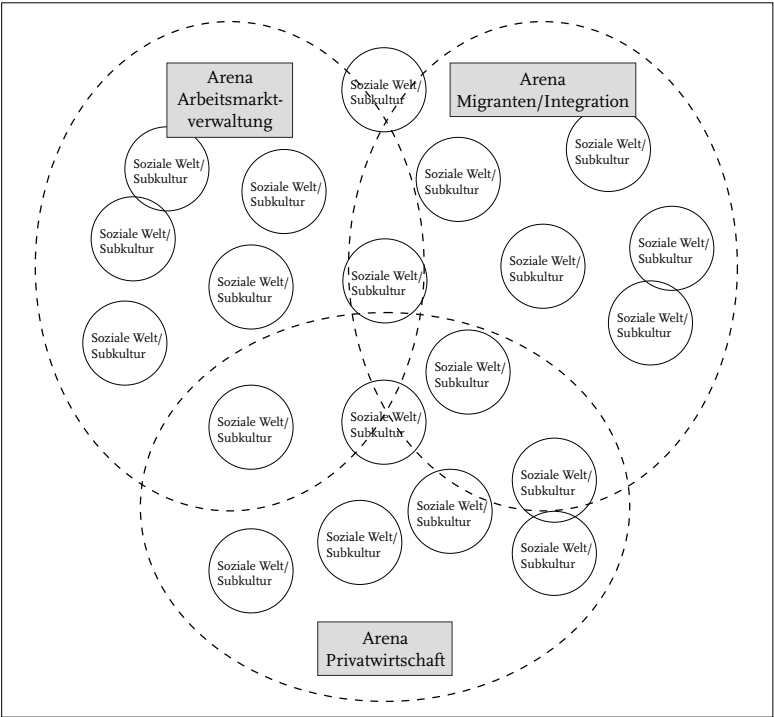 Arena
Arbeitsmarkt-
verwaltung
Soziale Welt/
Subkultur
Arena
Migranten/Integration
Soziale Welt/
Subkultur
Soziale Welt/
Subkultur
Soziale Welt/
Subkultur
Soziale Welt/
Subkultur
Soziale Welt/
Subkultur
Soziale Welt/
Subkultur
Soziale Welt/
Subkultur
Soziale Welt/
Subkultur
Soziale Welt/
Subkultur
Soziale Welt/
Subkultur
Soziale Welt/
Subkultur
Soziale Welt/
Subkultur
Soziale Welt/
Subkultur
Soziale Welt/
Subkultur
Soziale Welt/
Subkultur
Soziale Welt/
Subkultur
Soziale Welt/
Subkultur
Soziale Welt/
Subkultur
Soziale Welt/
Subkultur
Arena
Privatwirtschaft